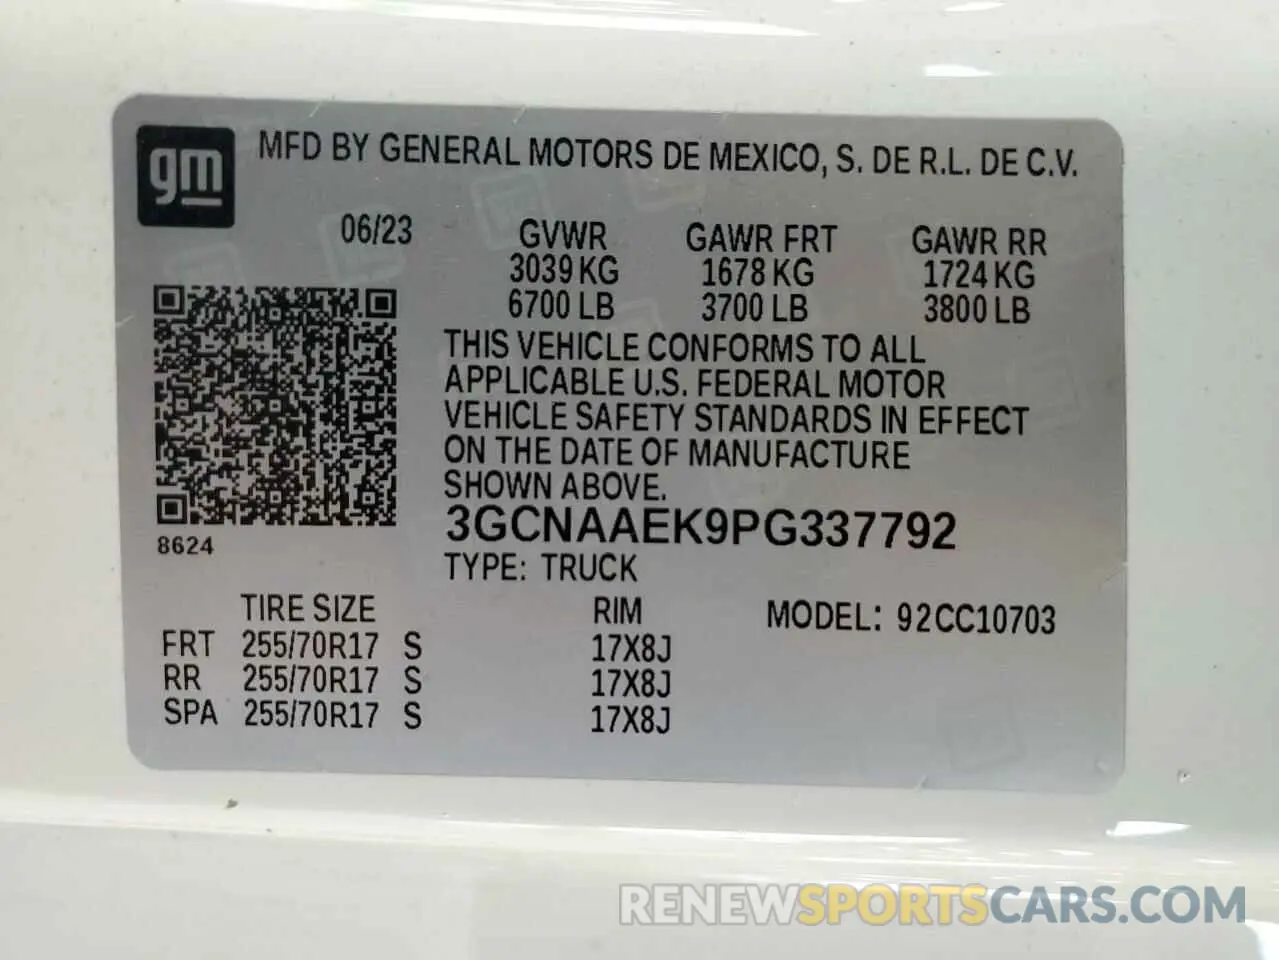 gm
MFD BY GENERAL MOTORS DE MEXICO, S. DE R.L. DE C.V.
06/23 GVWR GAWR FRT GAWR RR
3039 KG 1678 KG 1724 KG
6700 LB 3700 LB 3800 LB
THIS VEHICLE CONFORMS TO ALL
APPLICABLE U.S. FEDERAL MOTOR
VEHICLE SAFETY STANDARDS IN EFFECT
ON THE DATE OF MANUFACTURE
SHOWN ABOVE.
3GCNAAEK9PG337792
8624
TYPE: TRUCK
TIRE SIZE RIM MODEL: 92CC10703
FRT 255/70R17 S 17X8J
RR 255/70R17 S 17X8J
SPA 255/70R17 S 17X8J
RENEWSPORTSCARS.COM